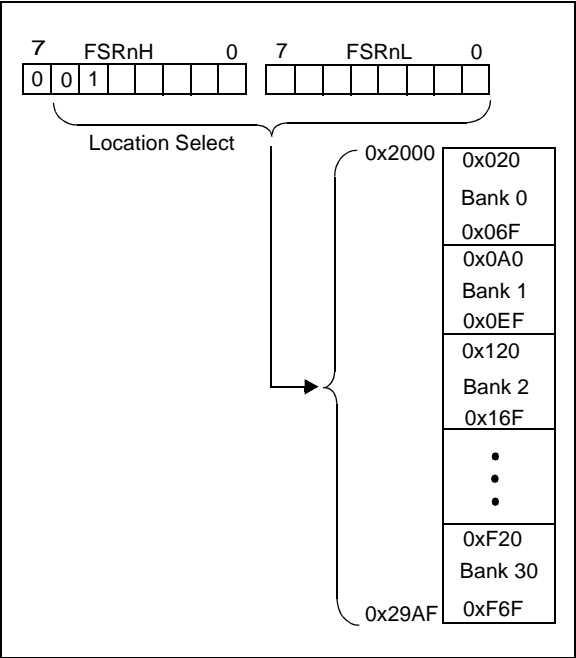 7 FSRnH 0 7 FSRnL 0
0 0 1
Location Select
0x2000
0x020
Bank 0
0x06F
0x0A0
Bank 1
0x0EF
0x120
Bank 2
0x16F
0xF20
Bank 30
0x29AF 0xF6F